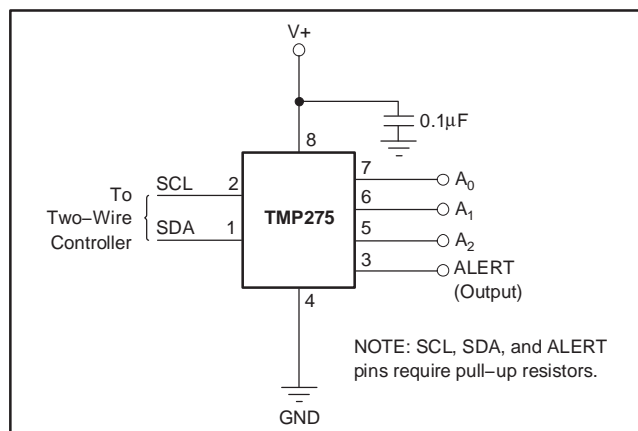 V+
0.1μF
8
7
A0
SCL
2
To
6
A1
Two−Wire
TMP275
SDA
1
5
A2
Controller
3
ALERT
(Output)
4
NOTE: SCL, SDA, and ALERT
pins require pull−up resistors.
GND